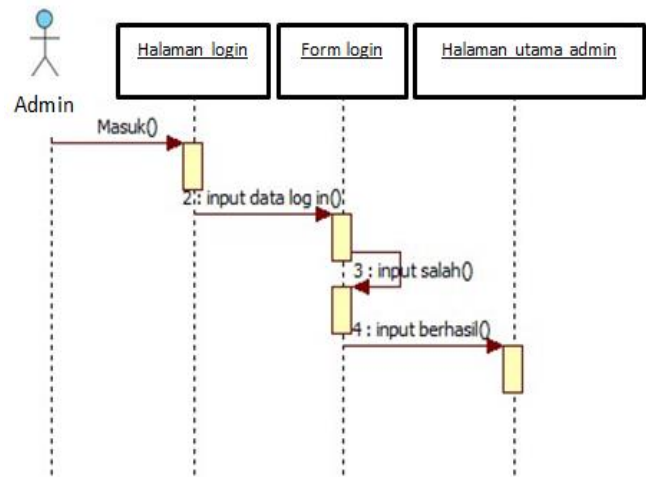 Halaman login
Form login
Halaman utama admin
Admin
Masuk()
2 : input data log in()
3 : input salah()
4 : input berhasil()